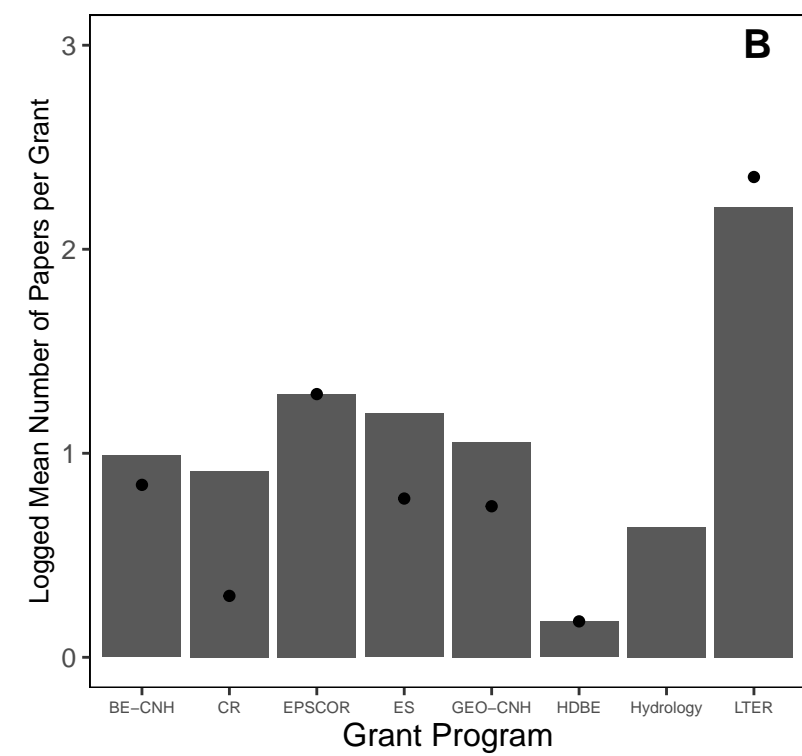 B
Logged Mean Number of Papers per Grant
3
2
1
0
BE−CNH CR EPSCOR ES GEO−CNH HDBE Hydrology LTER
Grant Program